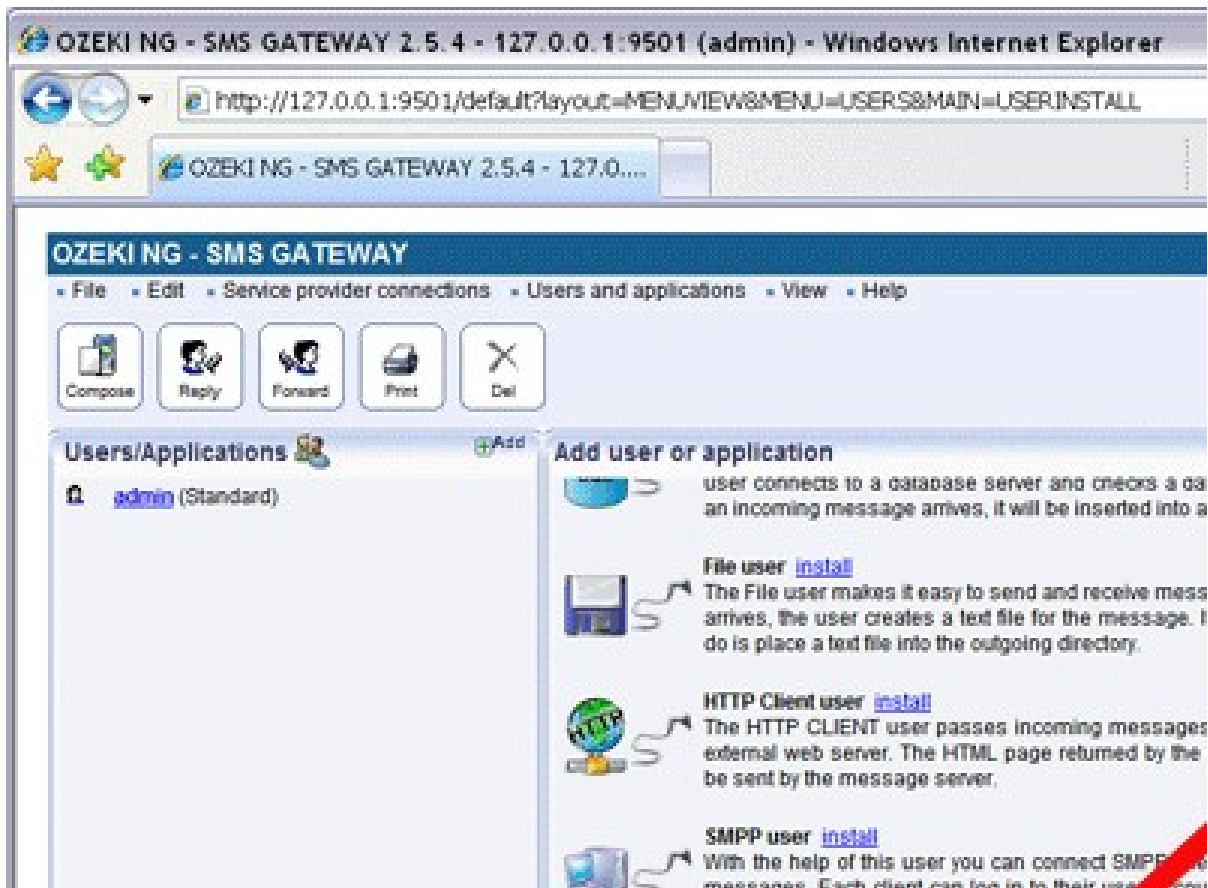 OZEKI NG - SMS GATEWAY 2.5.4 - 127.0.0.1:9501 (admin) - Windows Internet Explorer
http://127.0.0.1:9501/default?layout=MENUVIEW&MENU=USERS&MAIN=USERINSTALL
OZEKI NG - SMS GATEWAY 2.5.4 - 127.0....
OZEKI NG - SMS GATEWAY
File Edit Service provider connections Users and applications View Help
Compose Reply Forward Print Del
Users/Applications Add
admin (Standard)
Add user or application
user connects to a database server and checks a da
an incoming message arrives, it will be inserted into a
File user install
The File user makes it easy to send and receive mess
arrives, the user creates a text file for the message. I
do is place a text file into the outgoing directory.
HTTP
HTTP Client user install
The HTTP CLIENT user passes incoming messages
external web server. The HTML page returned by the
be sent by the message server.
SMPP user install
With the help of this user you can connect SMPP
messages. Each client can log in to their user